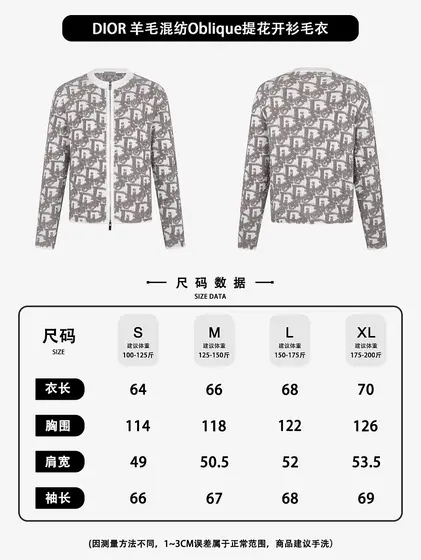 DIOR 羊毛混纺Oblique提花开衫毛衣
尺码数据
SIZE DATA
尺码 S M L XL
SIZE 建议体重 建议体重 建议体重 建议体重
100-125斤 125-150斤 150-175斤 175-200斤
衣长 64 66 68 70
胸围 114 118 122 126
肩宽 49 50.5 52 53.5
袖长 66 67 68 69
(因测量方法不同，1~3CM误差属于正常范围，商品建议手洗)